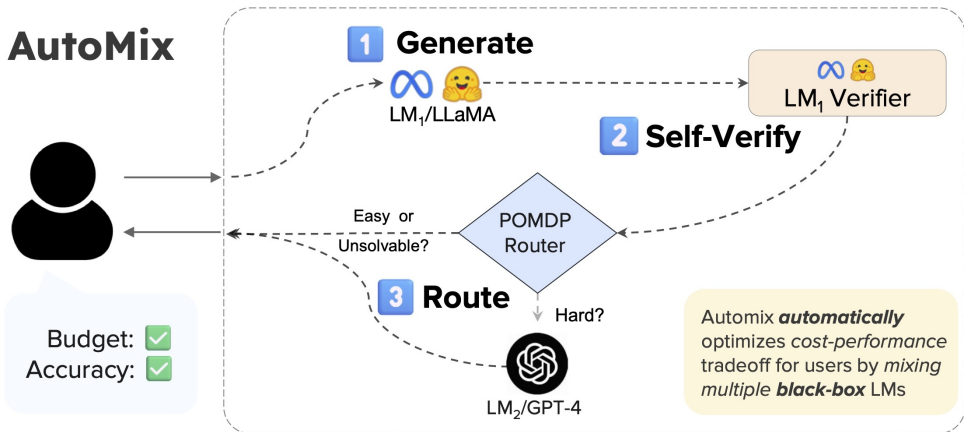 AutoMix
1 Generate
LM₁/LLaMA
LM₁ Verifier
2 Self-Verify
POMDP
Router
Easy or
Unsolvable?
3 Route
Hard?
LM₂/GPT-4
Budget: ✅
Accuracy: ✅
Automix automatically
optimizes cost-performance
tradeoff for users by mixing
multiple black-box LMs